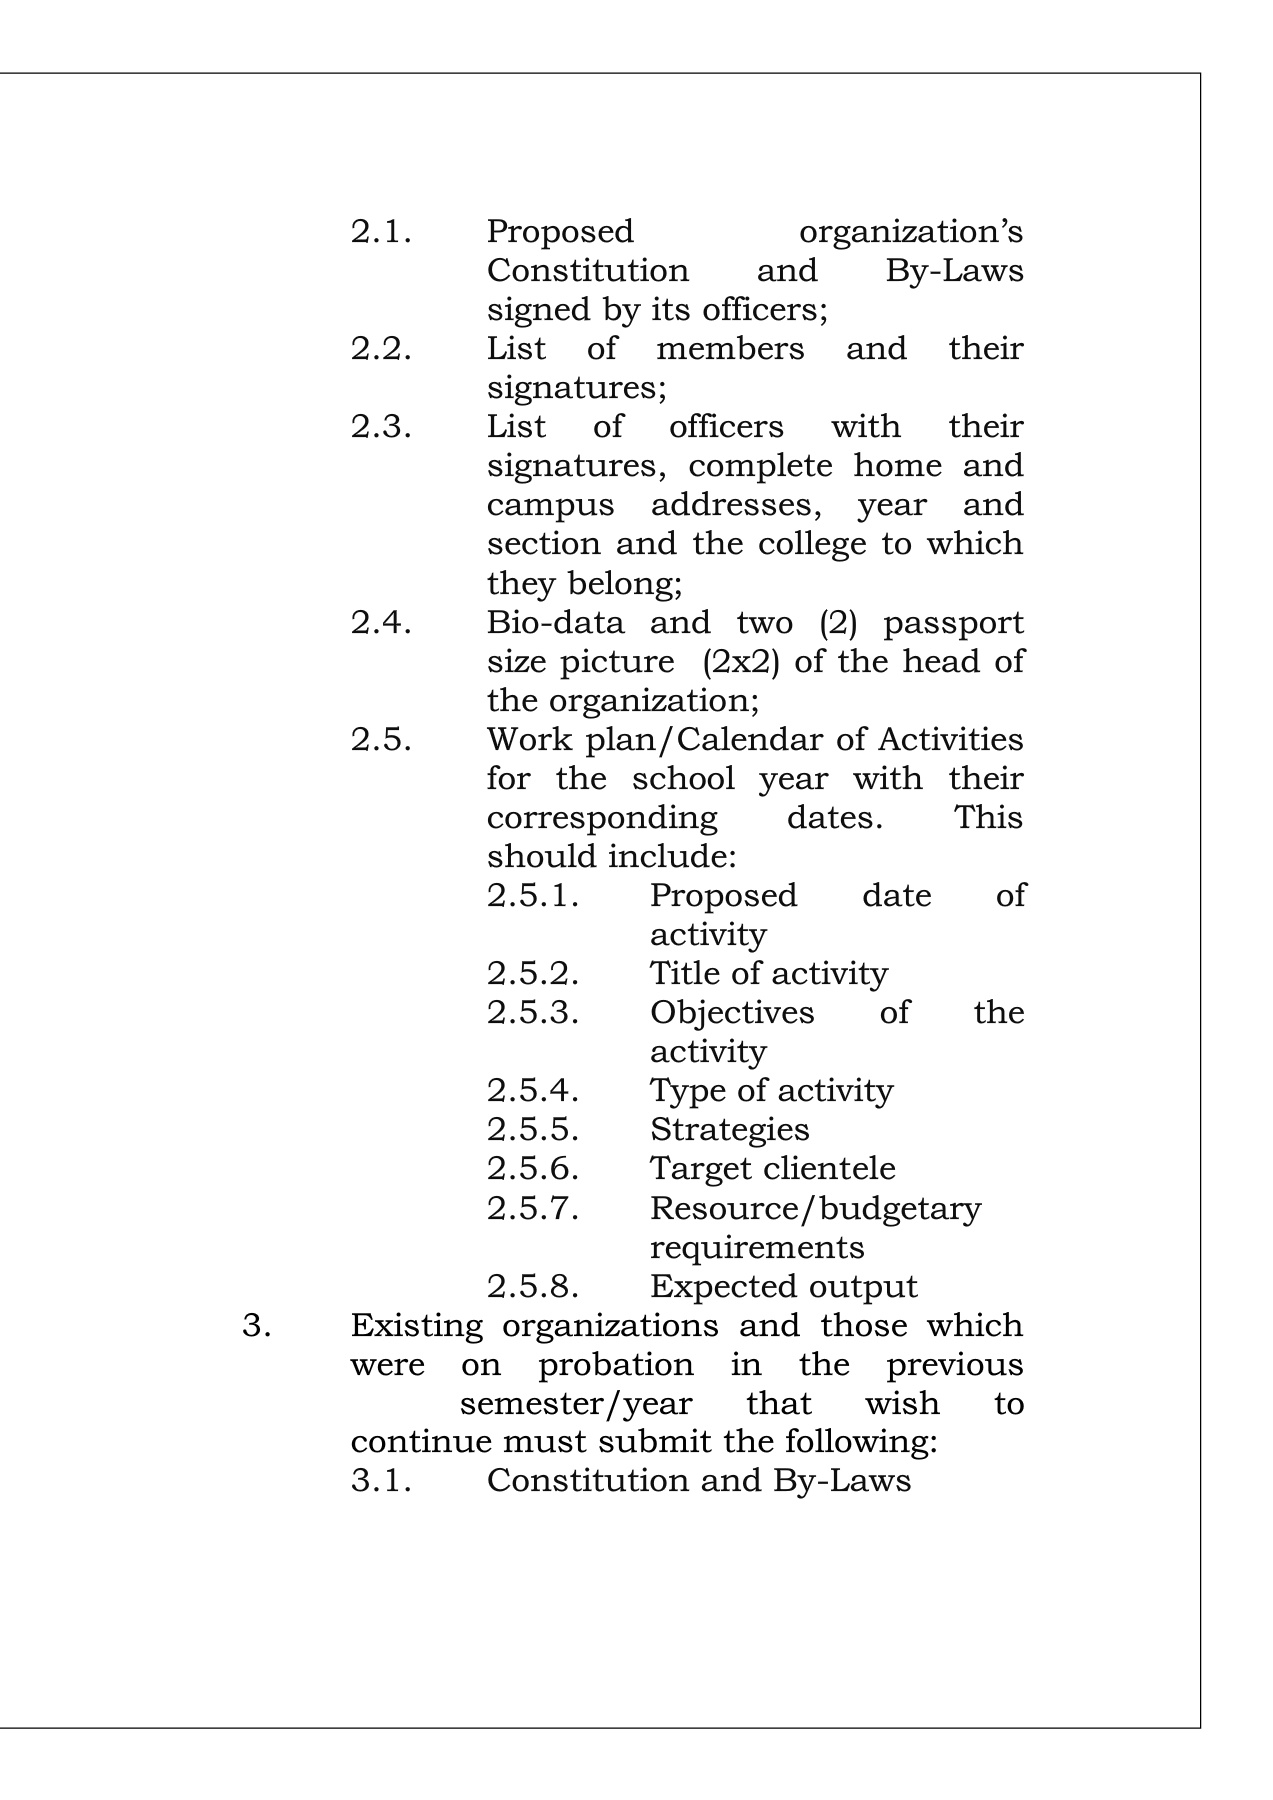 2.1. Proposed organization’s
Constitution and By-Laws
signed by its officers;
2.2. List of members and their
signatures;
2.3. List of officers with their
signatures, complete home and
campus addresses, year and
section and the college to which
they belong;
2.4. Bio-data and two (2) passport
size picture (2x2) of the head of
the organization;
2.5. Work plan/Calendar of Activities
for the school year with their
corresponding dates. This
should include:
2.5.1. Proposed date of
activity
2.5.2. Title of activity
2.5.3. Objectives of the
activity
2.5.4. Type of activity
2.5.5. Strategies
2.5.6. Target clientele
2.5.7. Resource/budgetary
requirements
2.5.8. Expected output
3. Existing organizations and those which
were on probation in the previous
semester/year that wish to
continue must submit the following:
3.1. Constitution and By-Laws